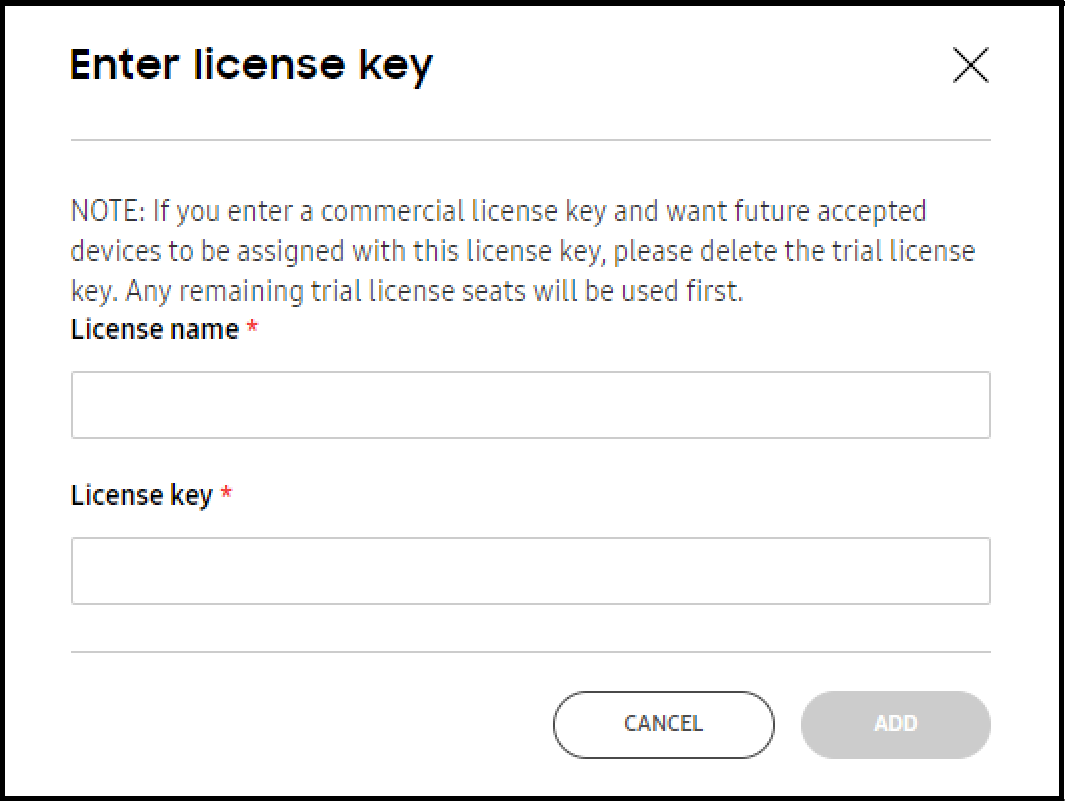 Enter license key
NOTE: If you enter a commercial license key and want future accepted
devices to be assigned with this license key, please delete the trial license
key. Any remaining trial license seats will be used first.
License name *
License key *
CANCEL
ADD